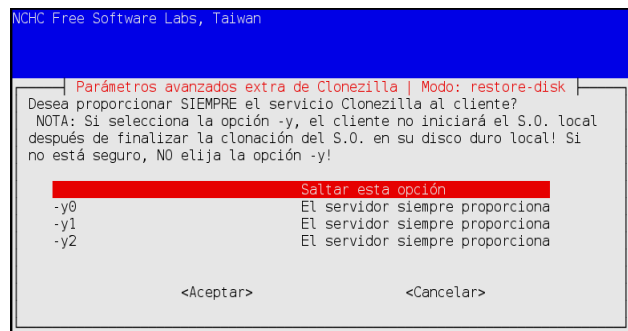 NCHC Free Software Labs, Taiwan
Parámetros avanzados extra de Clonezilla | Modo: restore-disk
Desea proporcionar SIEMPRE el servicio Clonezilla al cliente?
NOTA: Si selecciona la opción -y, el cliente no iniciará el S.O. local
después de finalizar la clonación del S.O. en su disco duro local! Si
no está seguro, NO elija la opción -y!
Saltar esta opción
-y0 El servidor siempre proporciona
-y1 El servidor siempre proporciona
-y2 El servidor siempre proporciona
<Aceptar> <Cancelar>